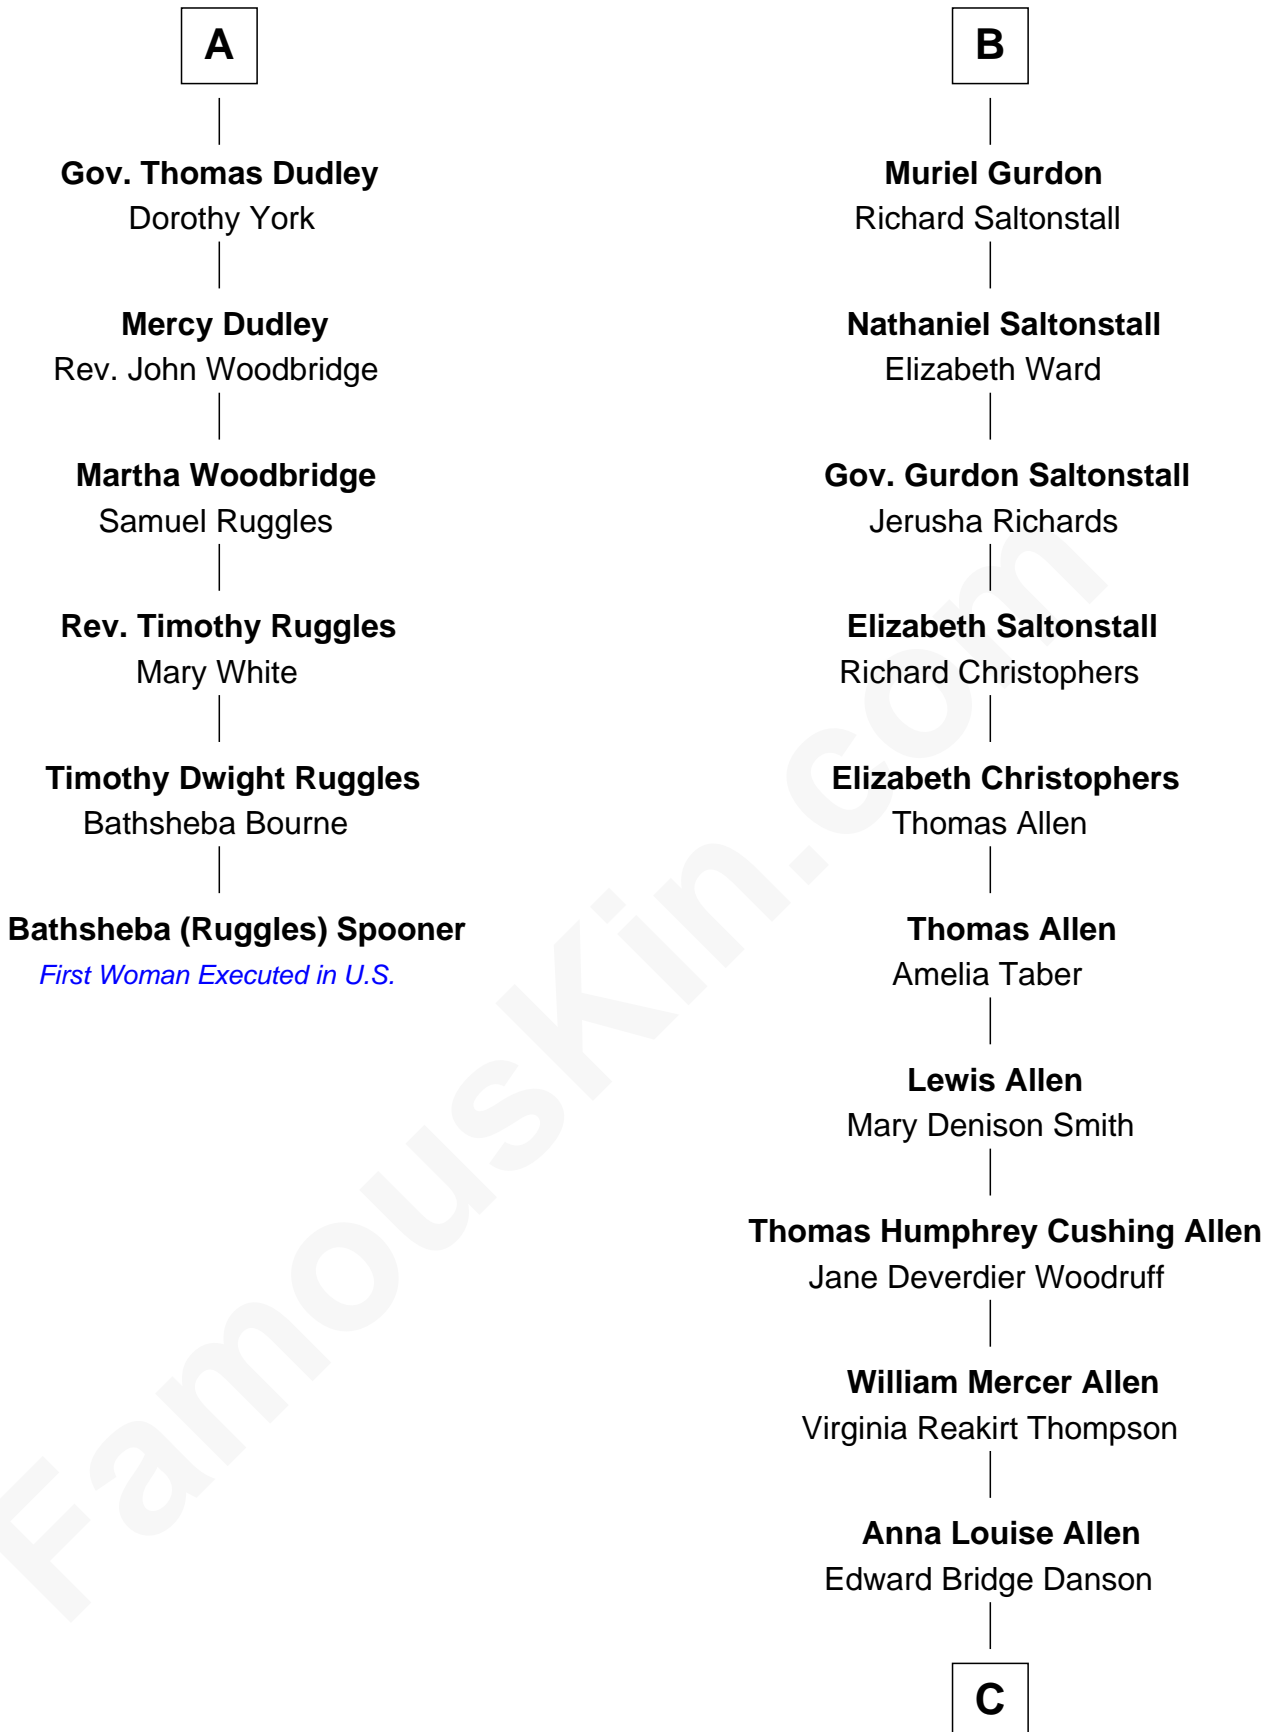 A
Gov. Thomas Dudley
Dorothy York
Mercy Dudley
Rev. John Woodbridge
Martha Woodbridge
Samuel Ruggles
Rev. Timothy Ruggles
Mary White
Timothy Dwight Ruggles
Bathsheba Bourne
Bathsheba (Ruggles) Spooner
First Woman Executed in U.S.
B
Muriel Gurdon
Richard Saltonstall
Nathaniel Saltonstall
Elizabeth Ward
Gov. Gurdon Saltonstall
Jerusha Richards
Elizabeth Saltonstall
Richard Christophers
Elizabeth Christophers
Thomas Allen
Thomas Allen
Amelia Taber
Lewis Allen
Mary Denison Smith
Thomas Humphrey Cushing Allen
Jane Deverdier Woodruff
William Mercer Allen
Virginia Reakirt Thompson
Anna Louise Allen
Edward Bridge Danson
C
FamousKin.com